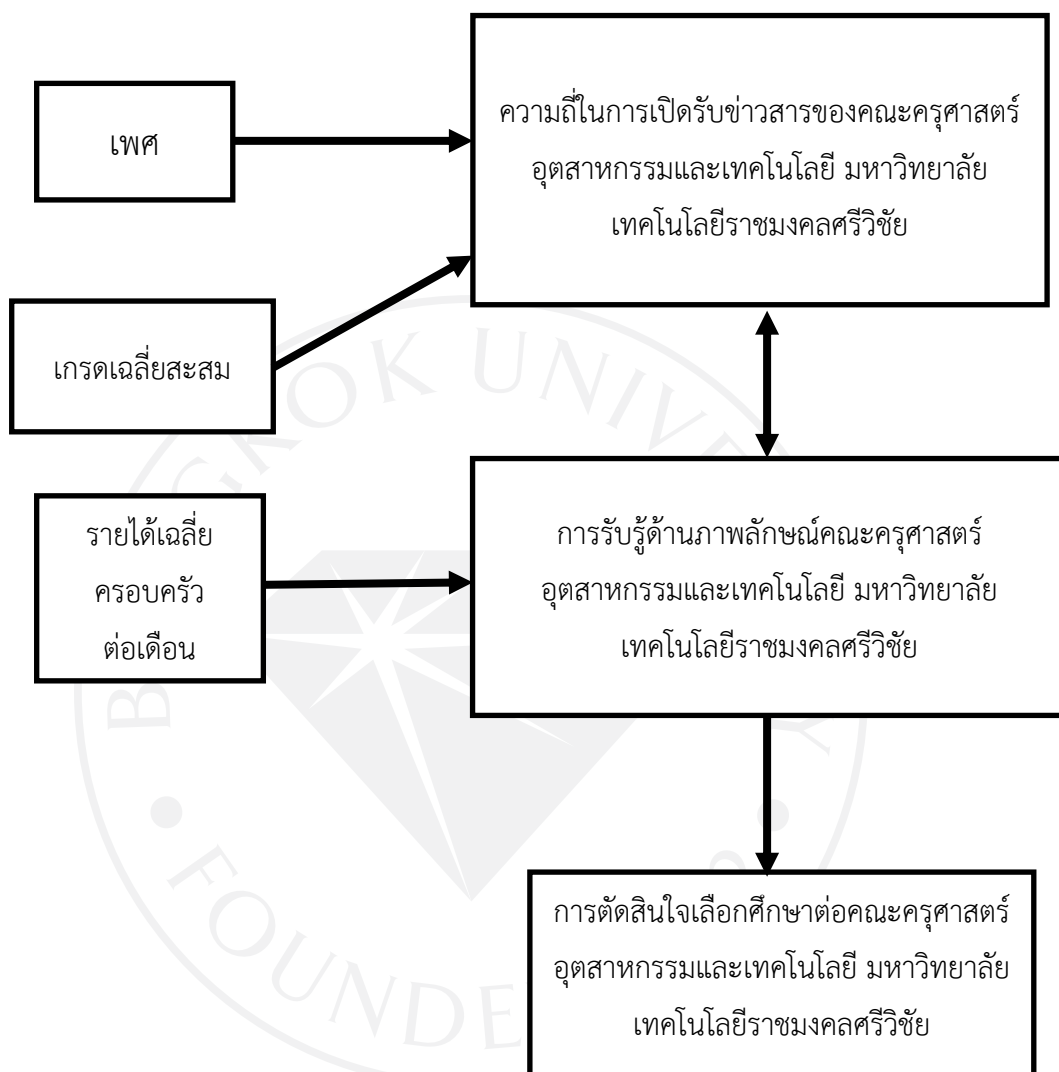 เพศ
ความถี่ในการเปิดรับข่าวสารของคณะครุศาสตร์
อุตสาหกรรมและเทคโนโลยี มหาวิทยาลัย
เทคโนโลยีราชมงคลศรีวิชัย
เกรดเฉลี่ยสะสม
รายได้เฉลี่ย
ครอบครัว
ต่อเดือน
การรับรู้ด้านภาพลักษณ์คณะครุศาสตร์
อุตสาหกรรมและเทคโนโลยี มหาวิทยาลัย
เทคโนโลยีราชมงคลศรีวิชัย
การตัดสินใจเลือกศึกษาต่อคณะครุศาสตร์
อุตสาหกรรมและเทคโนโลยี มหาวิทยาลัย
เทคโนโลยีราชมงคลศรีวิชัย